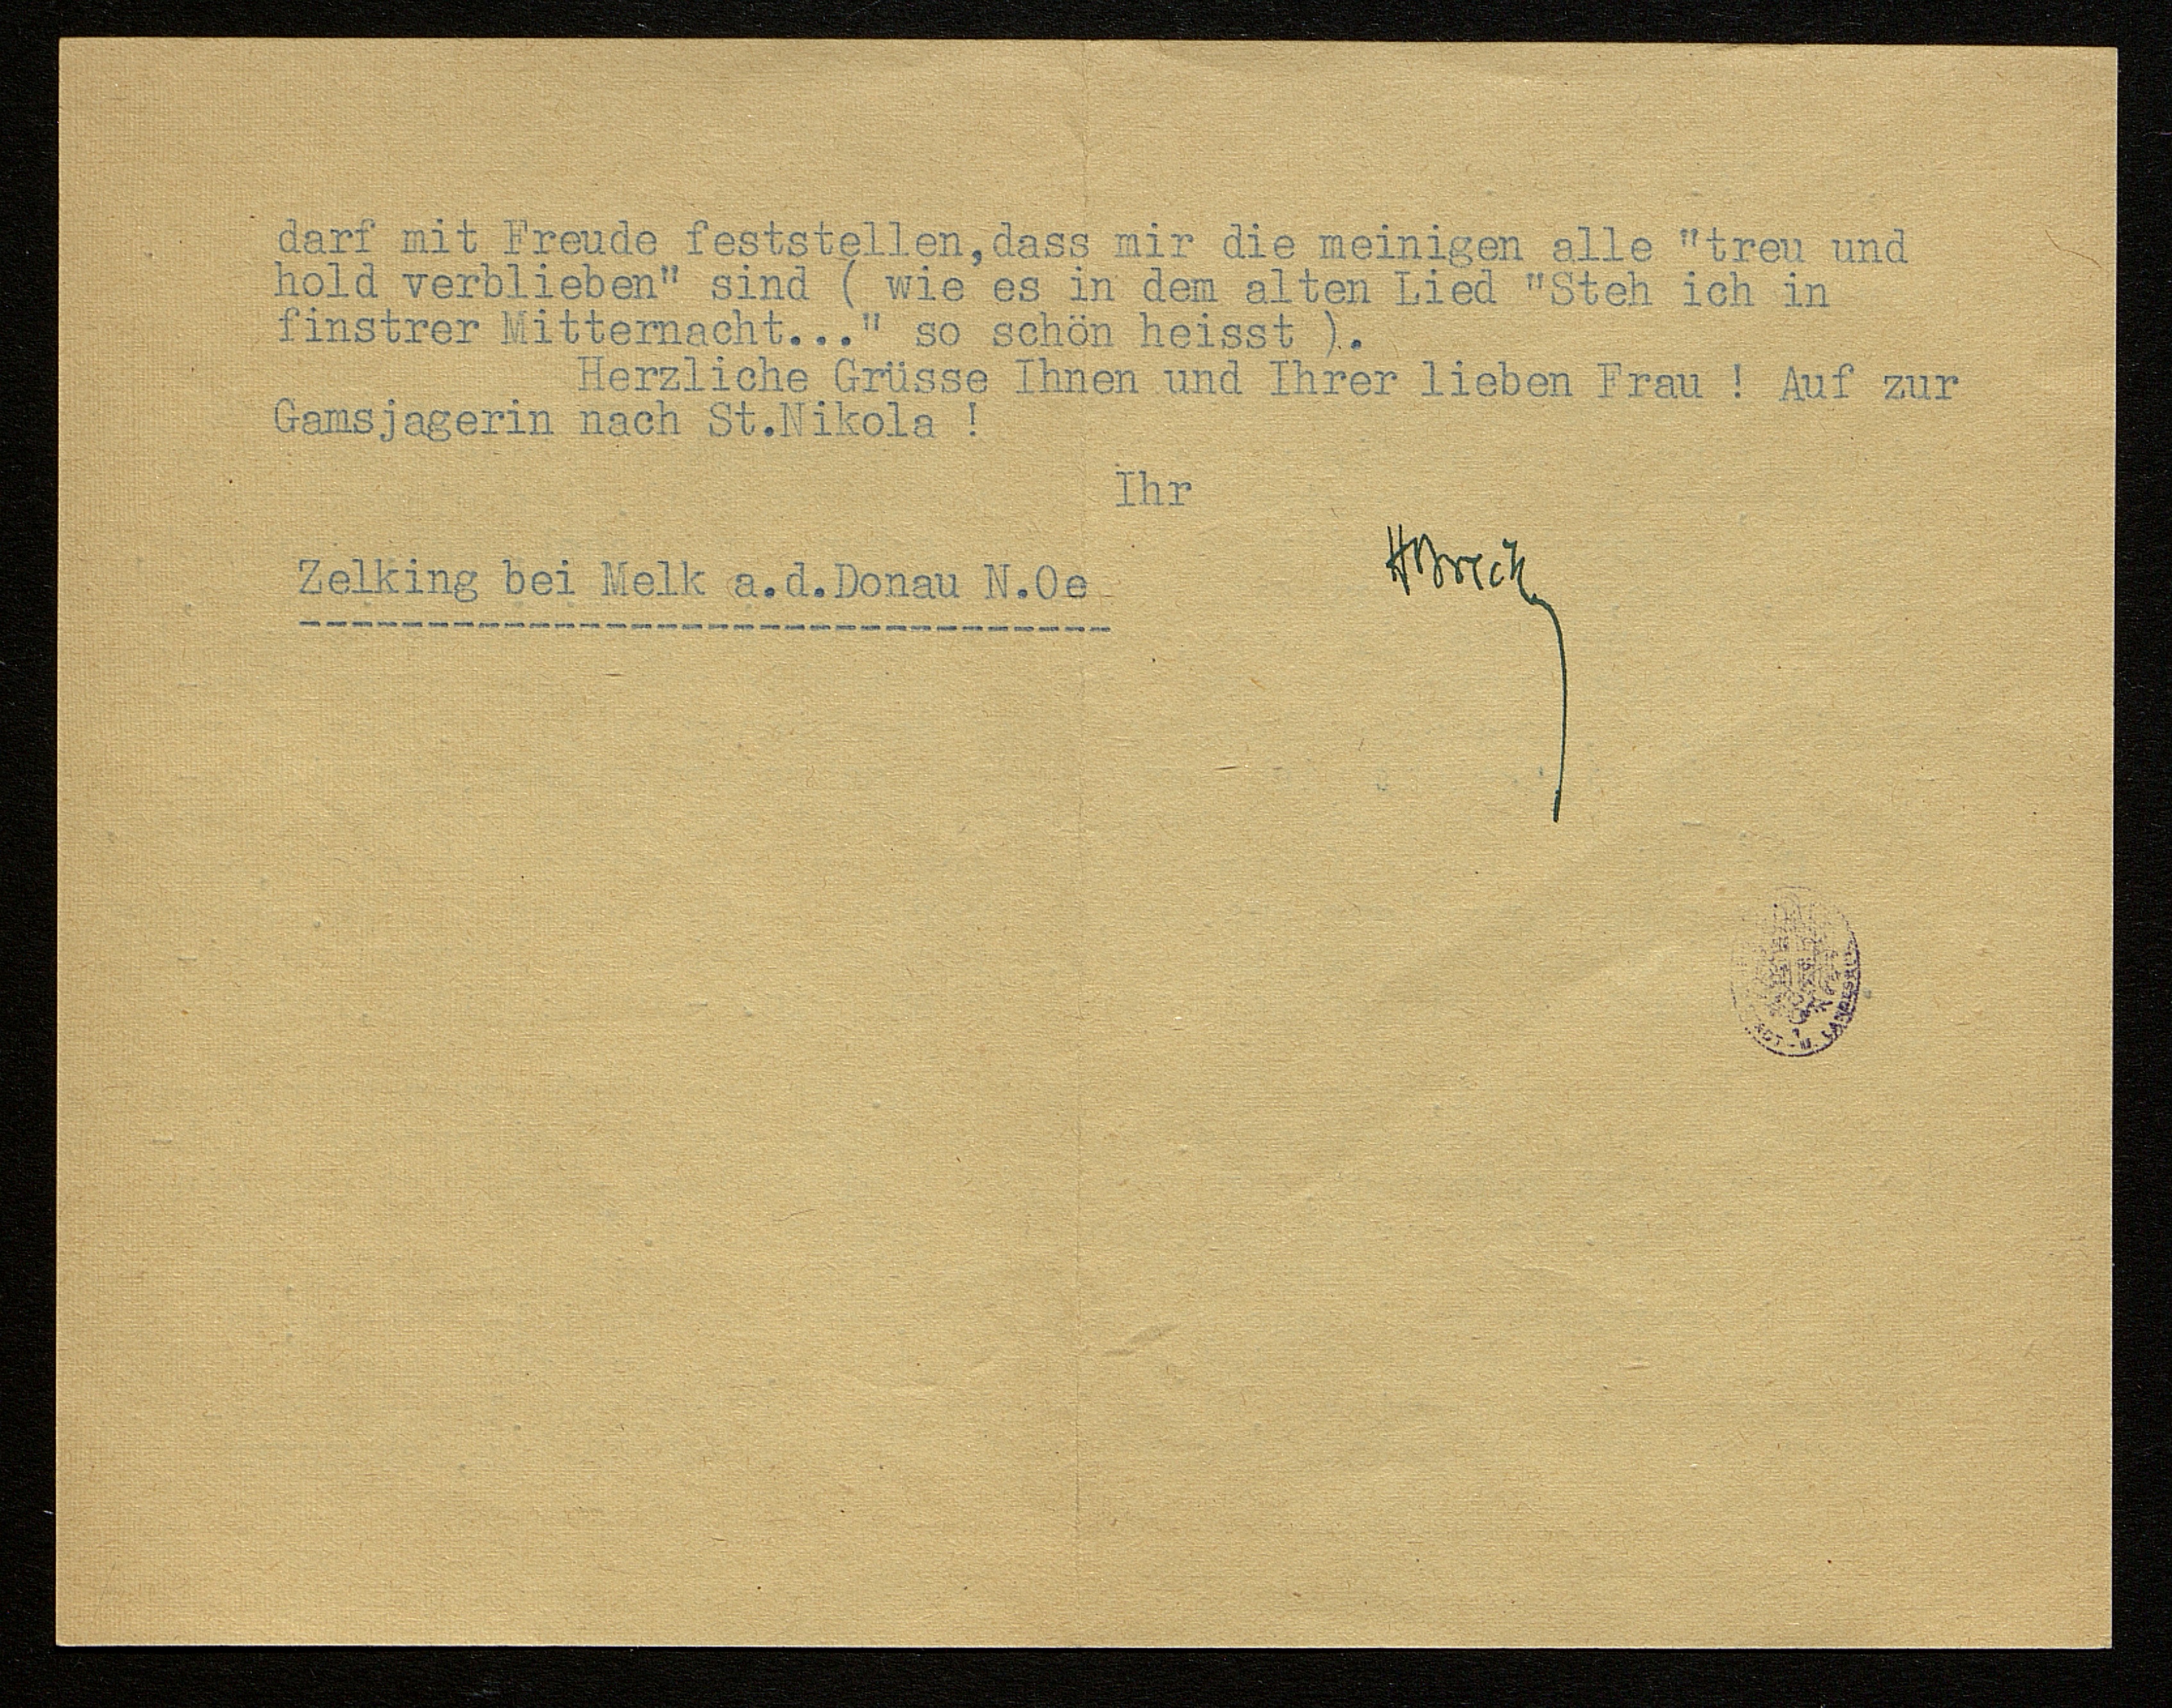 darf mit Freude feststellen,dass mir die meinigen alle "treu und
hold verblieben" sind ( wie es in dem alten Lied "Steh ich in
finstrer Mitternacht..." so schön heisst ).
Herzliche Grüsse Ihnen und Ihrer lieben Frau ! Auf zur
Gamsjagerin nach St.Nikola !
Ihr
Zelking bei Melk a.d.Donau N.Oe